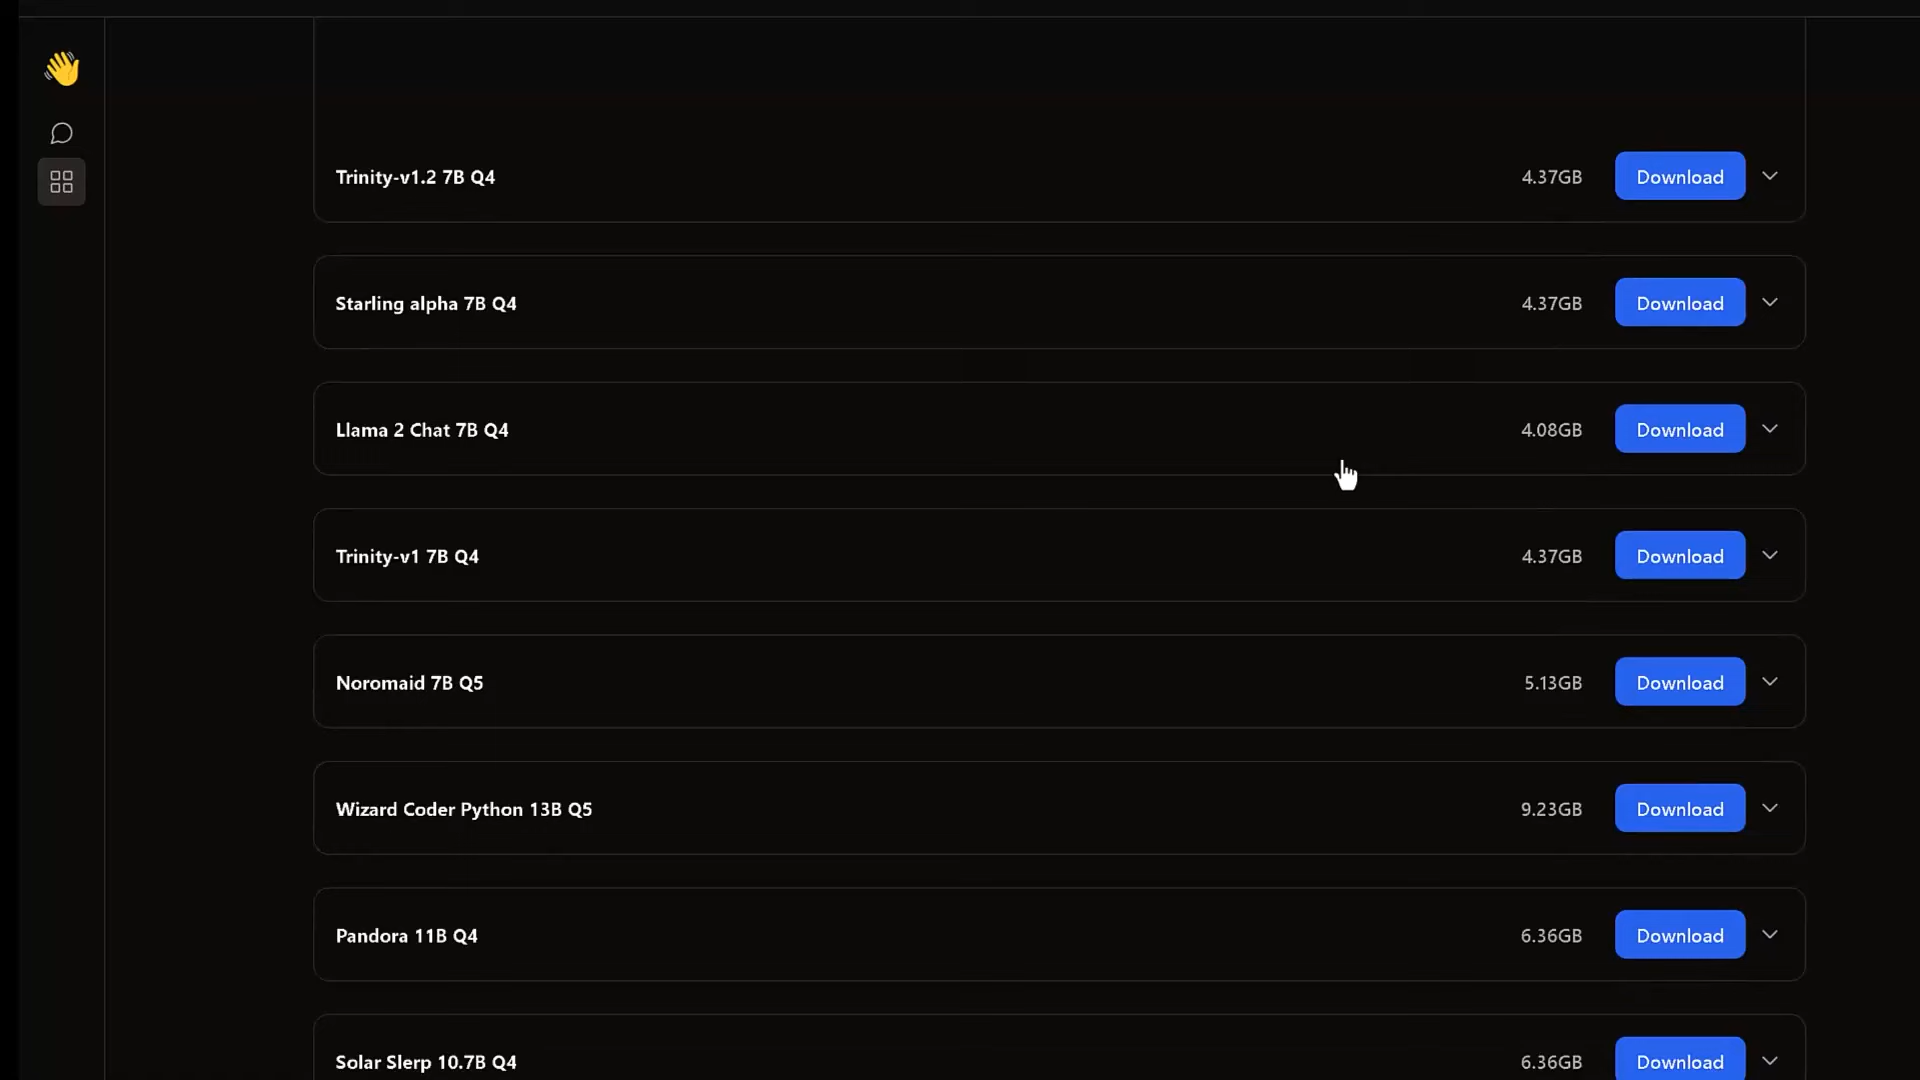 Trinity-v1.2 7B Q4 4.37GB Download
Starling alpha 7B Q4 4.37GB Download
Llama 2 Chat 7B Q4 4.08GB Download
Trinity-v1 7B Q4 4.37GB Download
Noromaid 7B Q5 5.13GB Download
Wizard Coder Python 13B Q5 9.23GB Download
Pandora 11B Q4 6.36GB Download
Solar Slerp 10.7B Q4 6.36GB Download